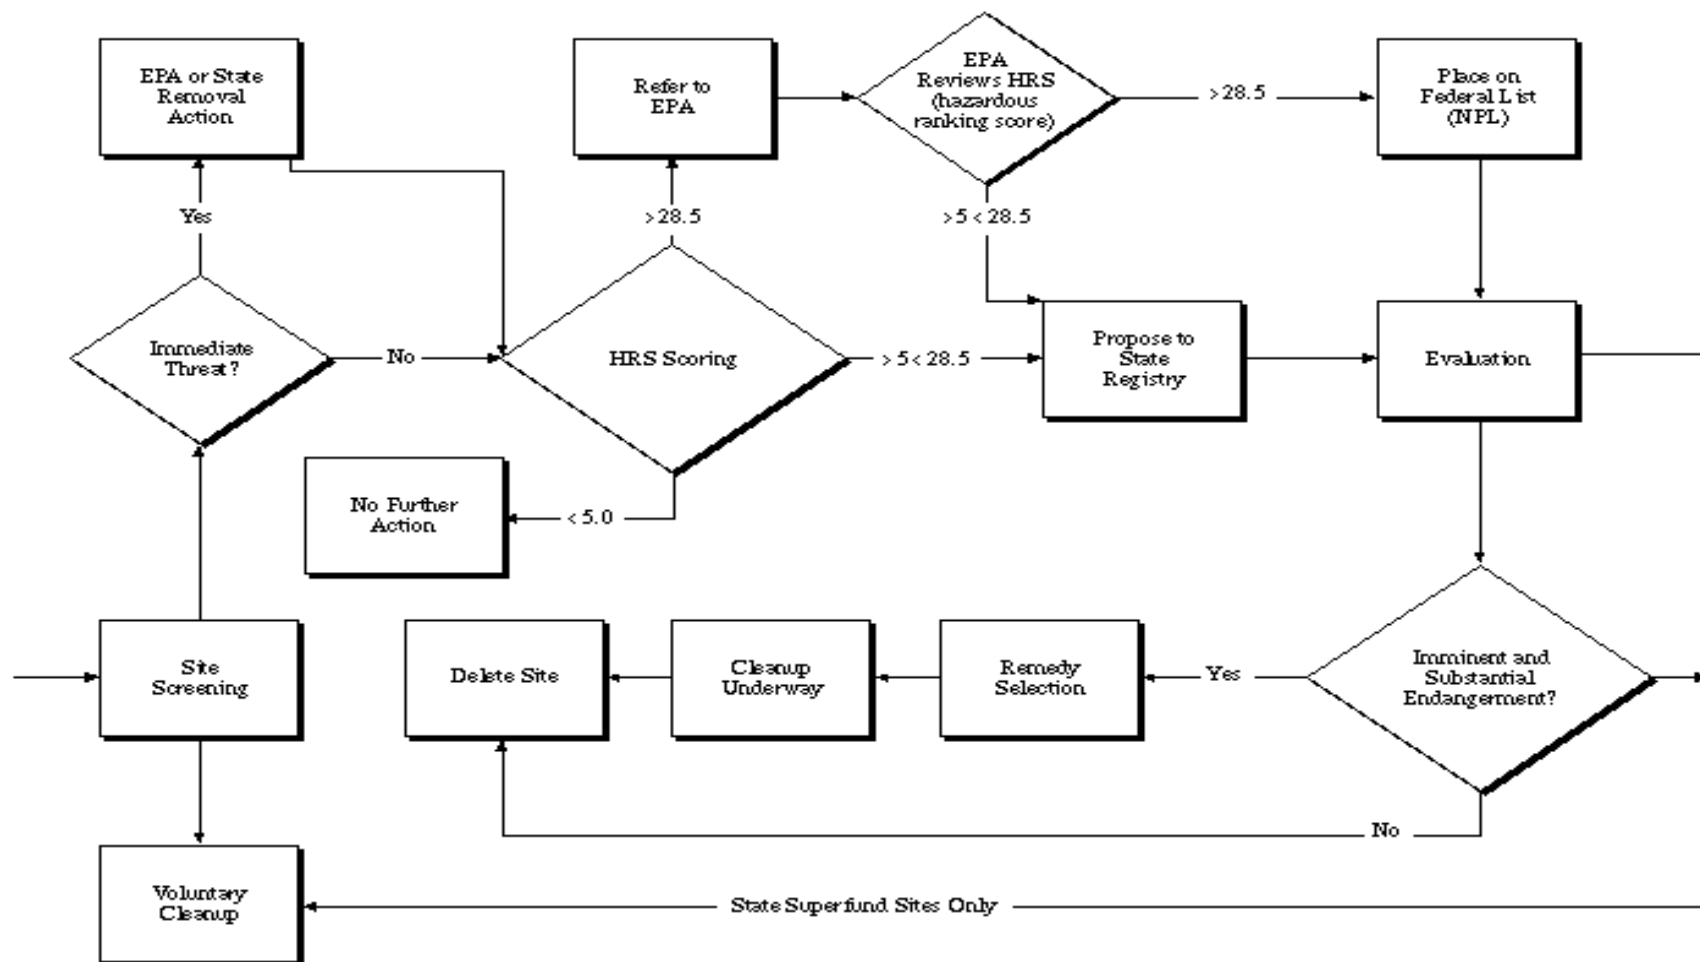 EPA or State
Removal
Action
Refer to
EPA
EPA
Reviews HRS
(hazardous
ranking score)
>28.5
Place on
Federal List
(NPL)
Yes
>28.5
>5<28.5
Immediate
Threat?
No
HRS Scoring
>5<28.5
Propose to
State
Registry
Evaluation
No Further
Action
<5.0
Site
Screening
Delete Site
Cleanup
Underway
Remedy
Selection
Yes
Imminent and
Substantial
Endangerment?
No
Voluntary
Cleanup
State Superfund Sites Only